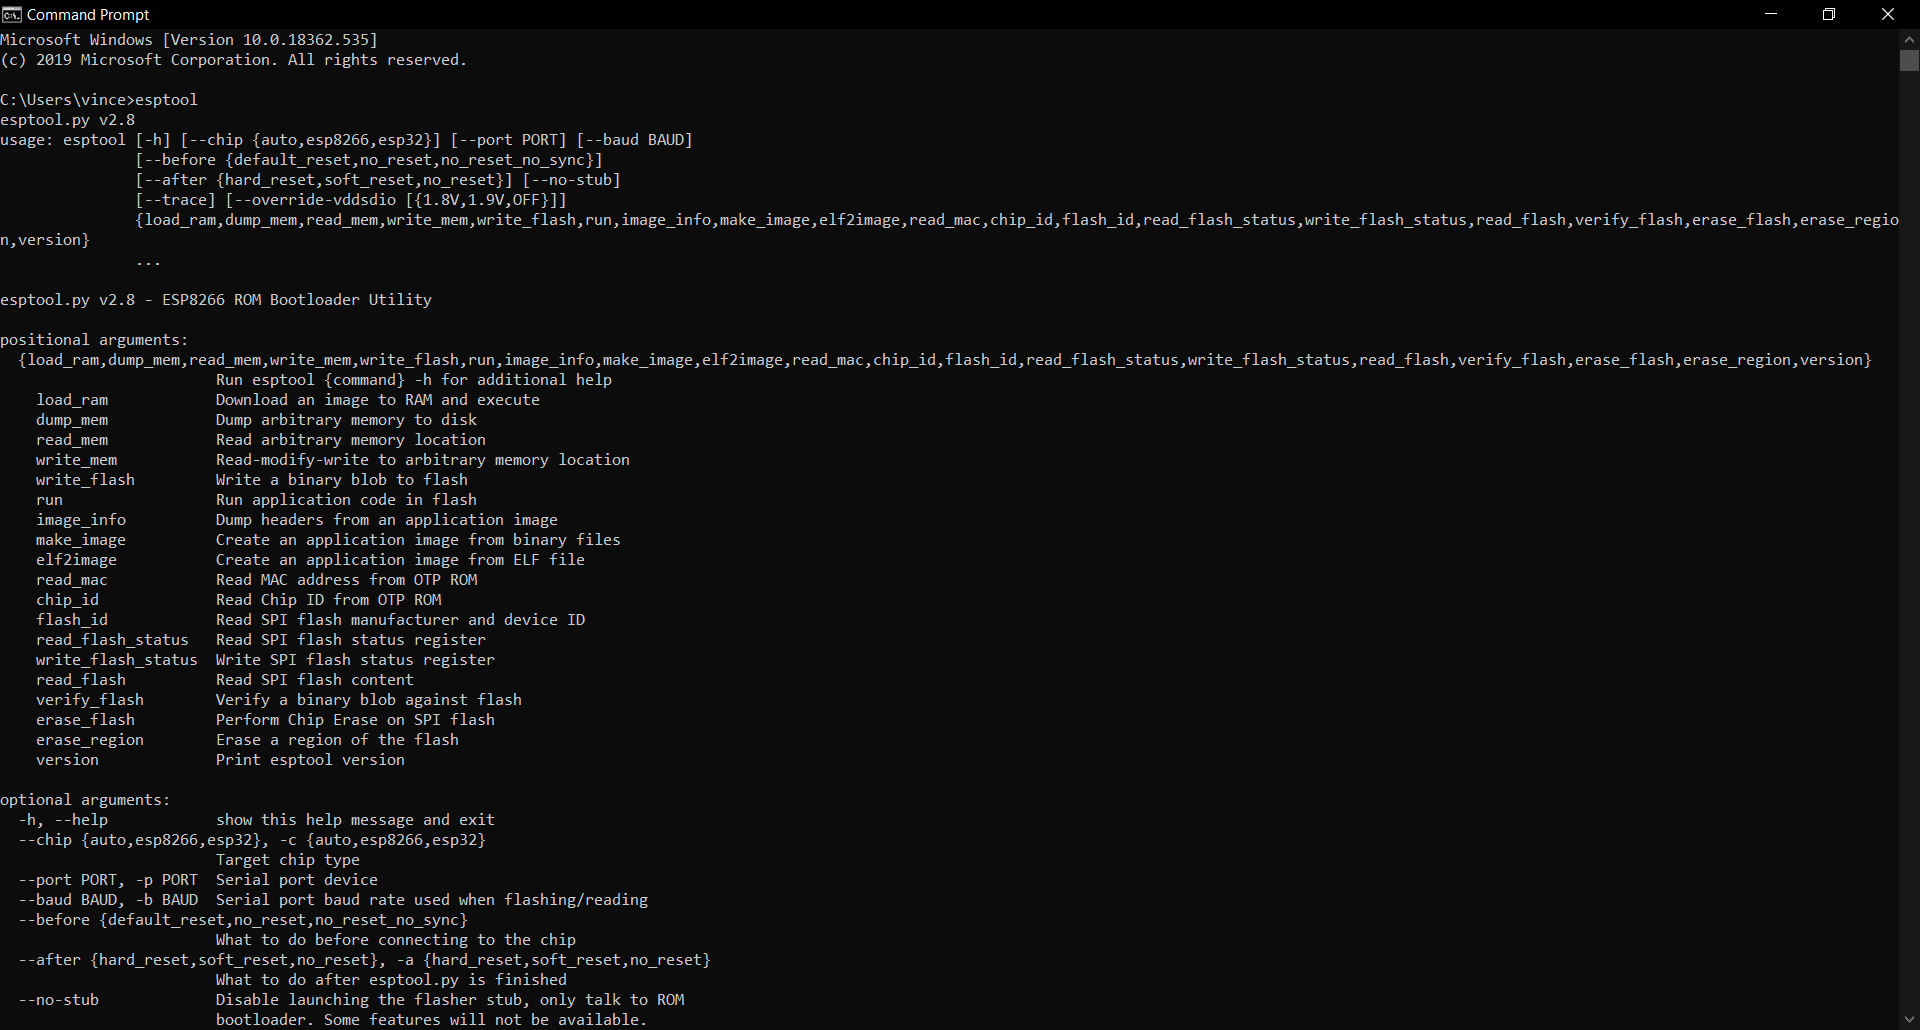 Command Prompt
Microsoft Windows [Version 10.0.18362.535]
(c) 2019 Microsoft Corporation. All rights reserved.

C:\Users\vince>esptool
esptool.py v2.8
usage: esptool [-h] [--chip {auto,esp8266,esp32}] [--port PORT] [--baud BAUD]
               [--before {default_reset,no_reset,no_reset_no_sync}]
               [--after {hard_reset,soft_reset,no_reset}] [--no-stub]
               [--trace] [--override-vddsdio [{1.8V,1.9V,OFF}]]
               {load_ram,dump_mem,read_mem,write_mem,write_flash,run,image_info,make_image,elf2image,read_mac,chip_id,flash_id,read_flash_status,write_flash_status,read_flash,verify_flash,erase_flash,erase_regio
n,version}
               ...

esptool.py v2.8 - ESP8266 ROM Bootloader Utility

positional arguments:
  {load_ram,dump_mem,read_mem,write_mem,write_flash,run,image_info,make_image,elf2image,read_mac,chip_id,flash_id,read_flash_status,write_flash_status,read_flash,verify_flash,erase_flash,erase_region,version}
                        Run esptool {command} -h for additional help
    load_ram            Download an image to RAM and execute
    dump_mem            Dump arbitrary memory to disk
    read_mem            Read arbitrary memory location
    write_mem           Read-modify-write to arbitrary memory location
    write_flash         Write a binary blob to flash
    run                 Run application code in flash
    image_info          Dump headers from an application image
    make_image          Create an application image from binary files
    elf2image           Create an application image from ELF file
    read_mac            Read MAC address from OTP ROM
    chip_id             Read Chip ID from OTP ROM
    flash_id            Read SPI flash manufacturer and device ID
    read_flash_status   Read SPI flash status register
    write_flash_status  Write SPI flash status register
    read_flash          Read SPI flash content
    verify_flash        Verify a binary blob against flash
    erase_flash         Perform Chip Erase on SPI flash
    erase_region        Erase a region of the flash
    version             Print esptool version

optional arguments:
  -h, --help            show this help message and exit
  --chip {auto,esp8266,esp32}, -c {auto,esp8266,esp32}
                        Target chip type
  --port PORT, -p PORT  Serial port device
  --baud BAUD, -b BAUD  Serial port baud rate used when flashing/reading
  --before {default_reset,no_reset,no_reset_no_sync}
                        What to do before connecting to the chip
  --after {hard_reset,soft_reset,no_reset}, -a {hard_reset,soft_reset,no_reset}
                        What to do after esptool.py is finished
  --no-stub             Disable launching the flasher stub, only talk to ROM
                        bootloader. Some features will not be available.